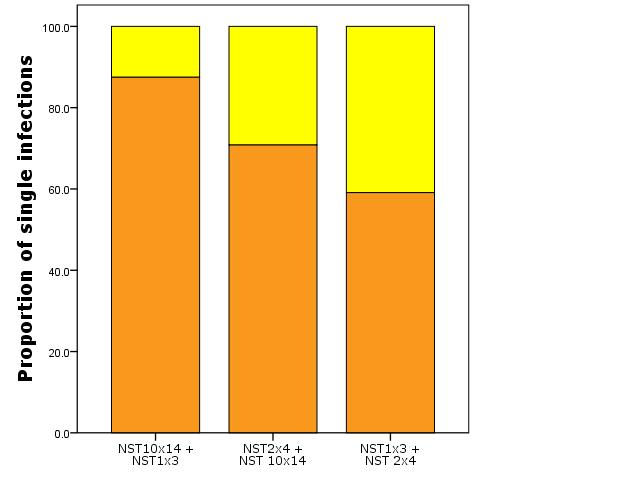 Proportion of single infections
100.0
80.0
60.0
40.0
20.0
0.0
NST10x14 +
NST1x3
NST2x4 +
NST 10x14
NST1x3 +
NST 2x4